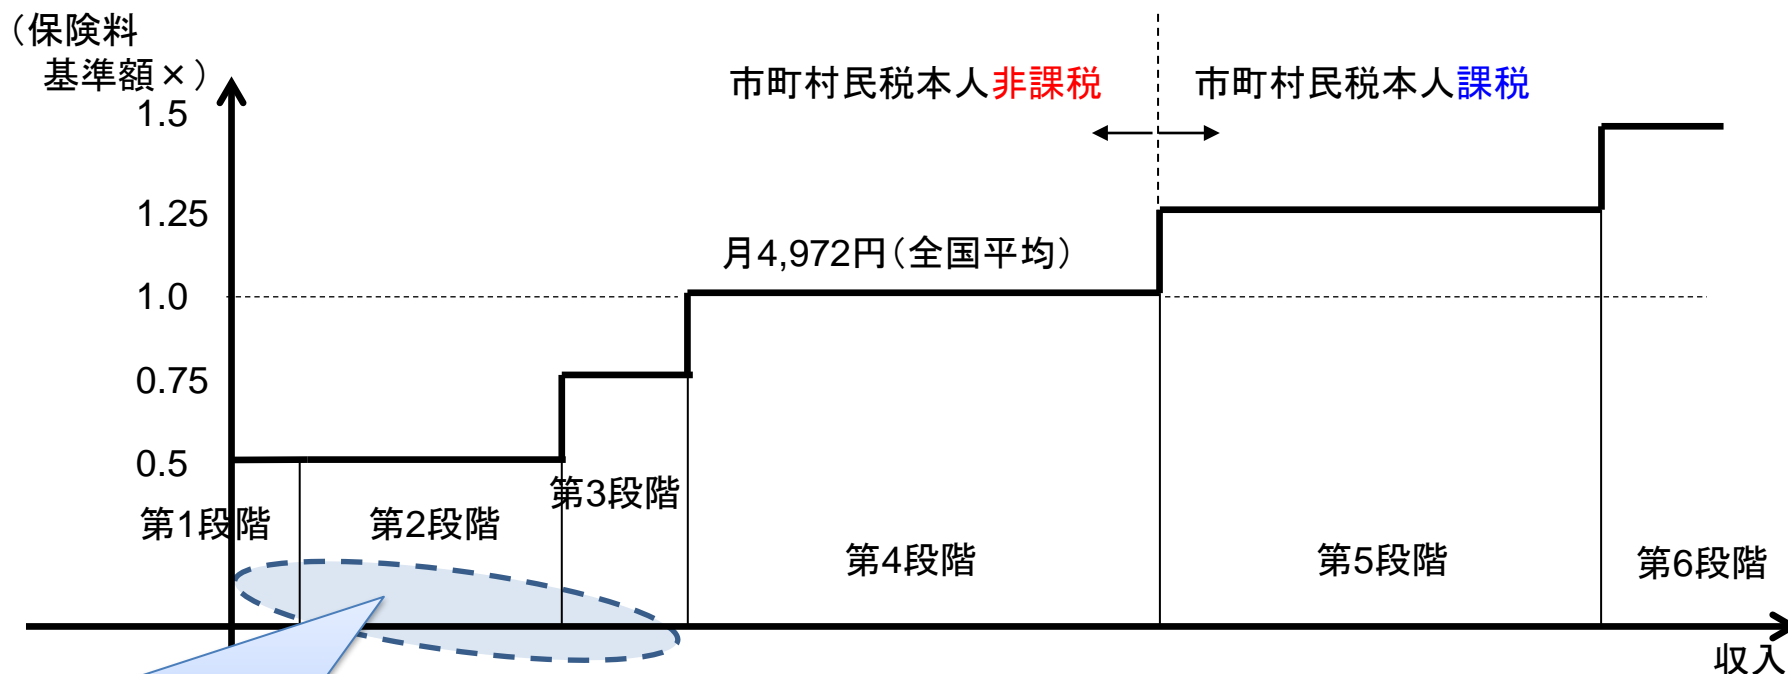 （保険料
基準額×）
市町村民税本人非課税
市町村民税本人課税
1.5
1.25
月4,972円（全国平均）
1.0
0.75
0.5
第1段階
第2段階
第3段階
第4段階
第5段階
第6段階
収入